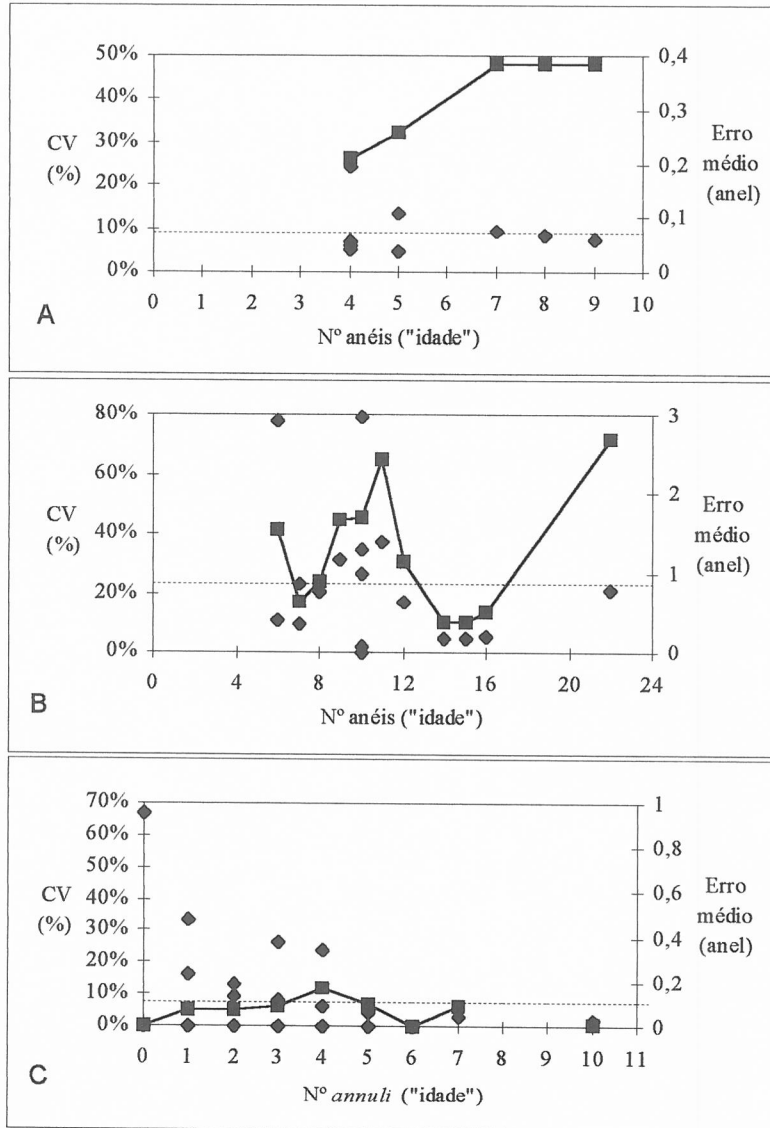 50%
40%
30%
20%
10%
0%
CV
(%)
0,4
0,3
0,2
0,1
0
Erro
médio
(anel)
0 1 2 3 4 5 6 7 8 9 10
Nº anéis ("idade")
A
80%
60%
40%
20%
0%
CV
(%)
3
2
1
0
Erro
médio
(anel)
0 4 8 12 16 20 24
Nº anéis ("idade")
B
70%
60%
50%
40%
30%
20%
10%
0%
CV
(%)
1
0,8
0,6
0,4
0,2
0
Erro
médio
(anel)
0 1 2 3 4 5 6 7 8 9 10 11
Nº annuli ("idade")
C